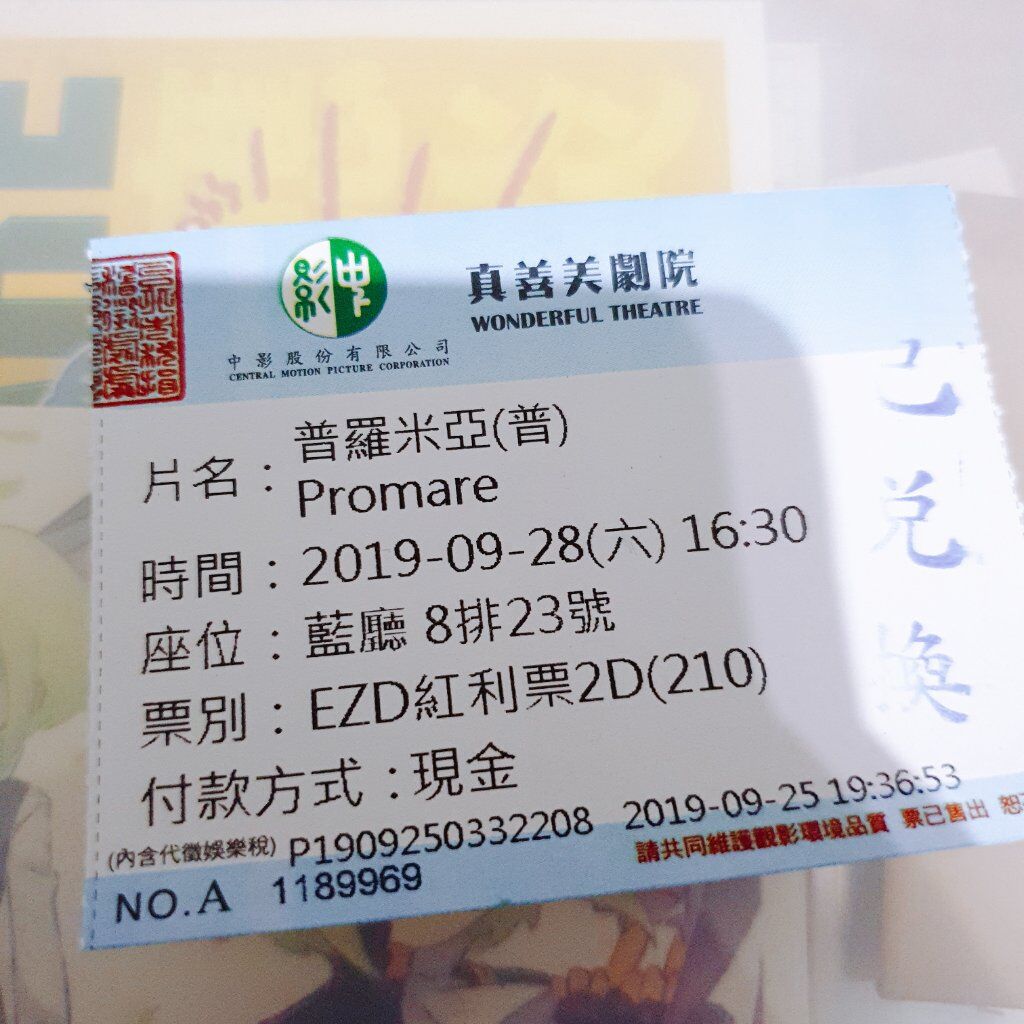 影中
真善美劇院
WONDERFUL THEATRE
中影股份有限公司
CENTRAL MOTION PICTURE CORPORATION
片名：普羅米亞(普)
Promare
時間：2019-09-28(六) 16:30
座位：藍廳 8排23號
票別：EZD紅利票2D(210)
付款方式：現金
(內含代徵娛樂稅) P1909250332208 2019-09-25 19:36:53
請共同維護觀影環境品質 票已售出 恕
NO.A 1189969
已兌換